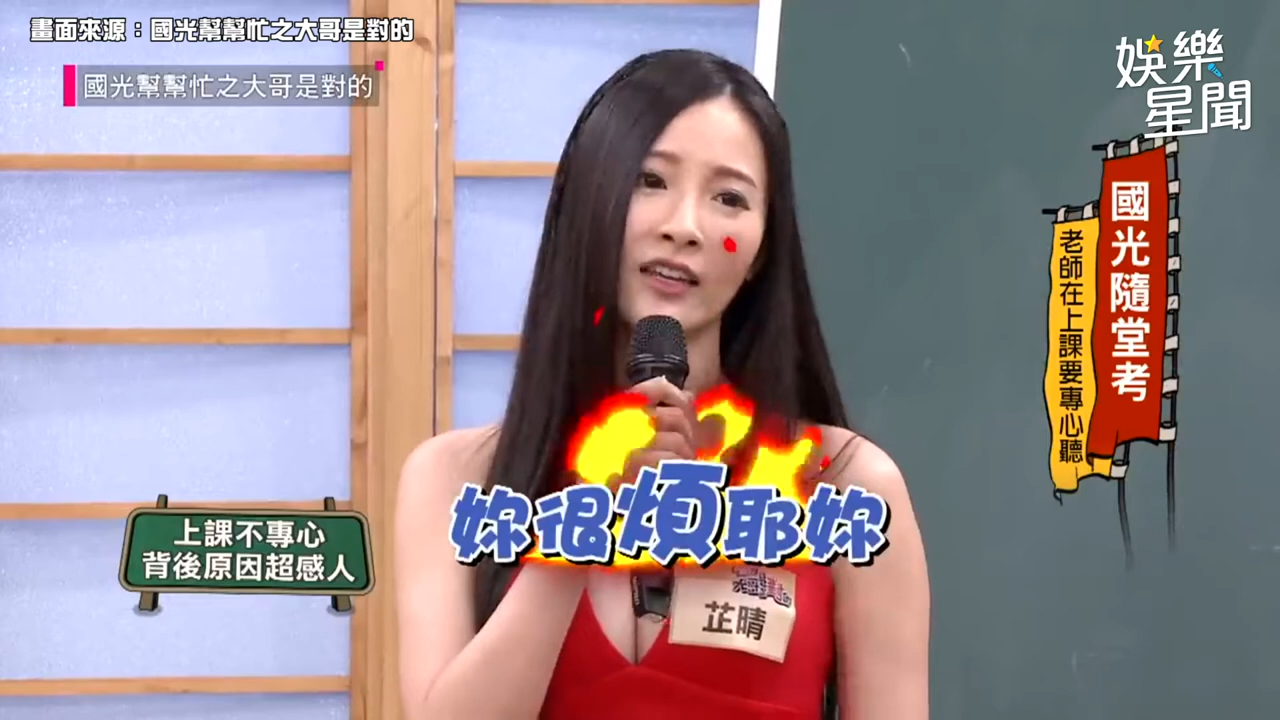 畫面來源：國光幫幫忙之大哥是對的
國光幫幫忙之大哥是對的
娛樂
星聞
國光隨堂考
老師在上課要專心聽
妳很煩耶妳
上課不專心
背後原因超感人
芷晴